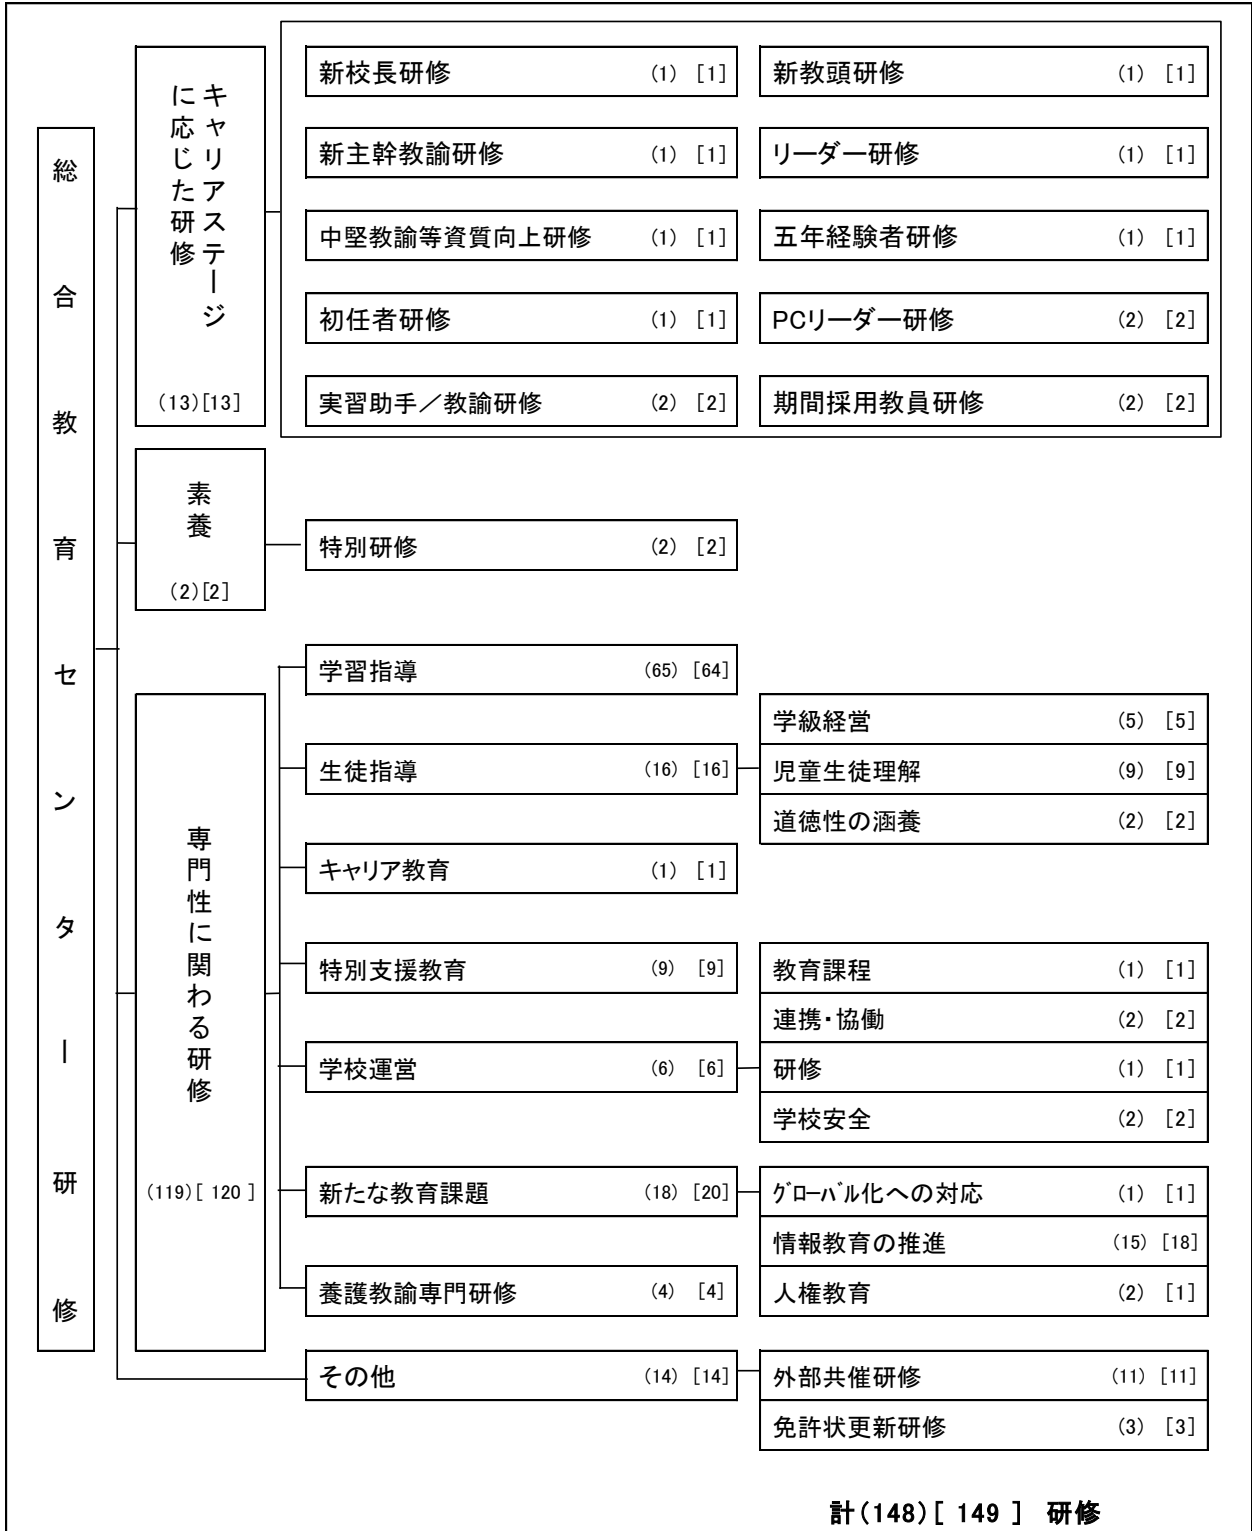 総合教育センター研修
キャリアステージ
に応じた研修
(13)[13]
新校長研修 (1) [1]
新教頭研修 (1) [1]
新主幹教諭研修 (1) [1]
リーダー研修 (1) [1]
中堅教諭等資質向上研修 (1) [1]
五年経験者研修 (1) [1]
初任者研修 (1) [1]
PCリーダー研修 (2) [2]
実習助手／教諭研修 (2) [2]
期間採用教員研修 (2) [2]
素養
(2)[2]
特別研修 (2) [2]
専門性に関わる研修
(119)[ 120 ]
学習指導 (65) [64]
生徒指導 (16) [16]
学級経営 (5) [5]
児童生徒理解 (9) [9]
道徳性の涵養 (2) [2]
キャリア教育 (1) [1]
特別支援教育 (9) [9]
学校運営 (6) [6]
教育課程 (1) [1]
連携・協働 (2) [2]
研修 (1) [1]
学校安全 (2) [2]
新たな教育課題 (18) [20]
ｸﾞﾛｰﾊﾞﾙ化への対応 (1) [1]
情報教育の推進 (15) [18]
人権教育 (2) [1]
養護教諭専門研修 (4) [4]
その他 (14) [14]
外部共催研修 (11) [11]
免許状更新研修 (3) [3]
計(148)[ 149 ] 研修